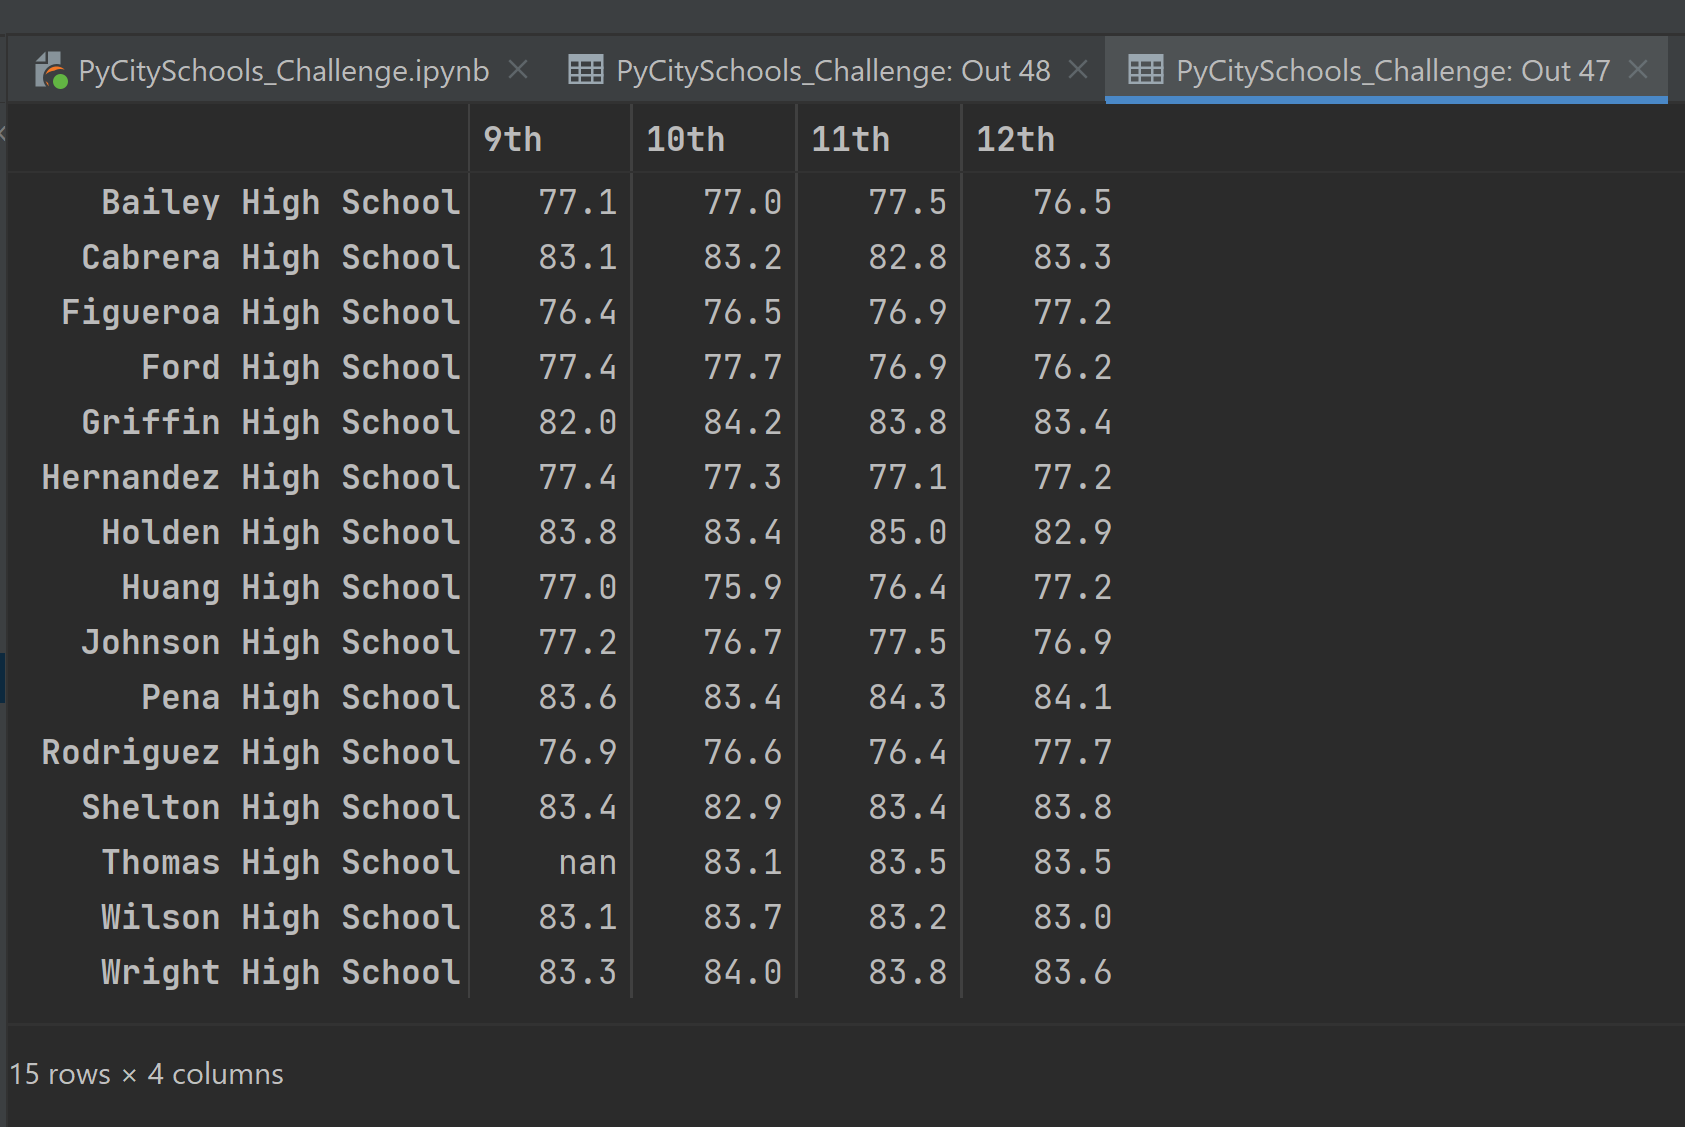 PyCitySchools_Challenge.ipynb PyCitySchools_Challenge: Out 48 PyCitySchools_Challenge: Out 47
9th 10th 11th 12th
Bailey High School 77.1 77.0 77.5 76.5
Cabrera High School 83.1 83.2 82.8 83.3
Figueroa High School 76.4 76.5 76.9 77.2
Ford High School 77.4 77.7 76.9 76.2
Griffin High School 82.0 84.2 83.8 83.4
Hernandez High School 77.4 77.3 77.1 77.2
Holden High School 83.8 83.4 85.0 82.9
Huang High School 77.0 75.9 76.4 77.2
Johnson High School 77.2 76.7 77.5 76.9
Pena High School 83.6 83.4 84.3 84.1
Rodriguez High School 76.9 76.6 76.4 77.7
Shelton High School 83.4 82.9 83.4 83.8
Thomas High School nan 83.1 83.5 83.5
Wilson High School 83.1 83.7 83.2 83.0
Wright High School 83.3 84.0 83.8 83.6
15 rows × 4 columns